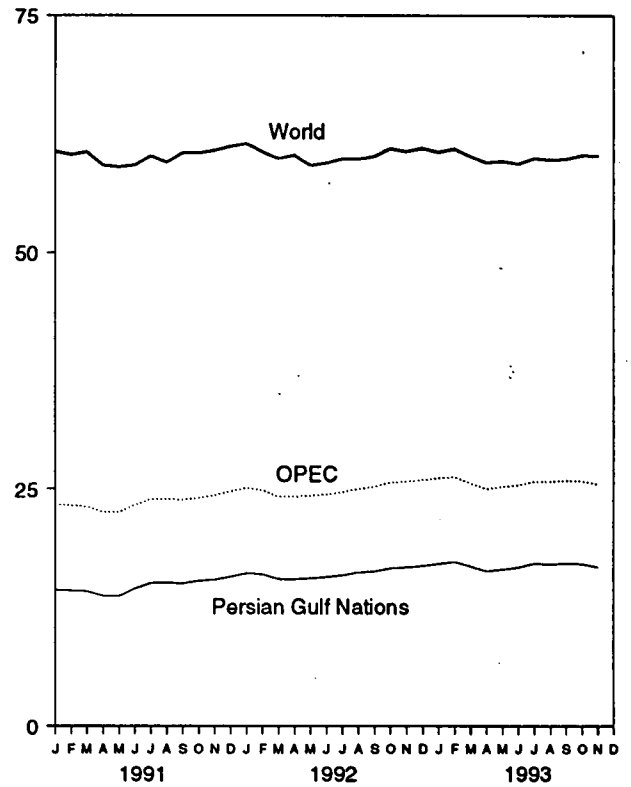 75
World
50
OPEC
25
Persian Gulf Nations
0
J F M A M J J A S O N D J F M A M J J A S O N D J F M A M J J A S O N D
1991 1992 1993